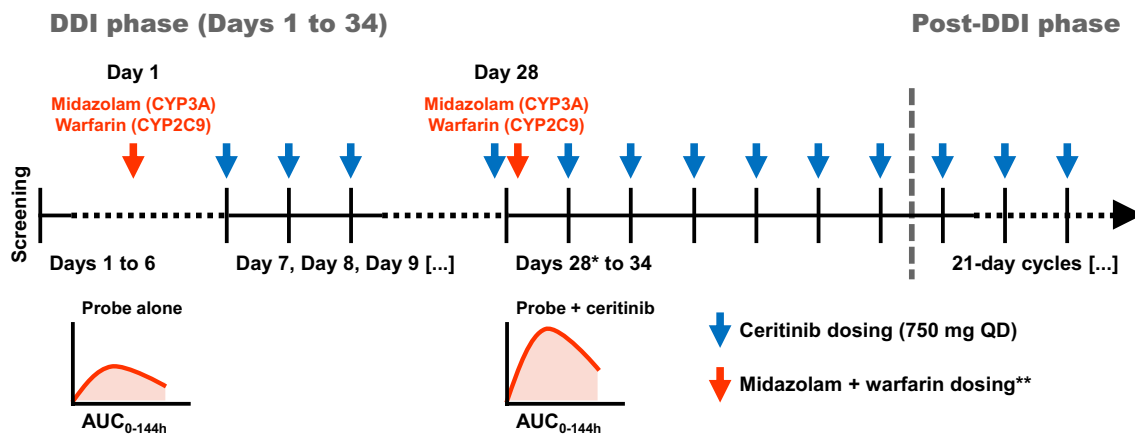 DDI phase (Days 1 to 34)
Post-DDI phase
Day 1
Day 28
Midazolam (CYP3A)
Warfarin (CYP2C9)
Midazolam (CYP3A)
Warfarin (CYP2C9)
Screening
Days 1 to 6
Day 7, Day 8, Day 9 [...]
Days 28* to 34
21-day cycles [...]
Probe alone
AUC0-144h
Probe + ceritinib
AUC0-144h
Ceritinib dosing (750 mg QD)
Midazolam + warfarin dosing**